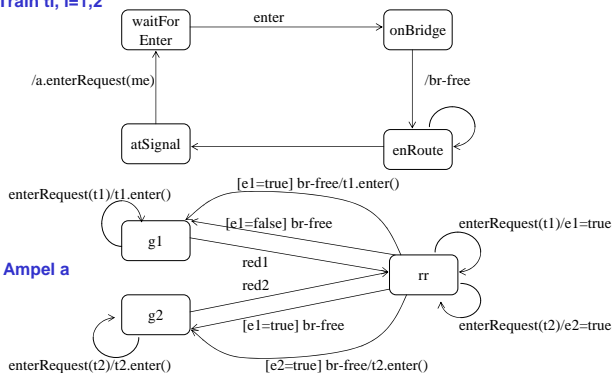 Train ti, i=1,2
waitFor
Enter
enter
onBridge
/a.enterRequest(me)
/br-free
atSignal
enRoute
[e1=true] br-free/t1.enter()
enterRequest(t1)/t1.enter()
enterRequest(t1)/e1=true
[e1=false] br-free
g1
red1
Ampel a
rr
red2
g2
[e1=true] br-free
enterRequest(t2)/e2=true
enterRequest(t2)/t2.enter()
[e2=true] br-free/t2.enter()